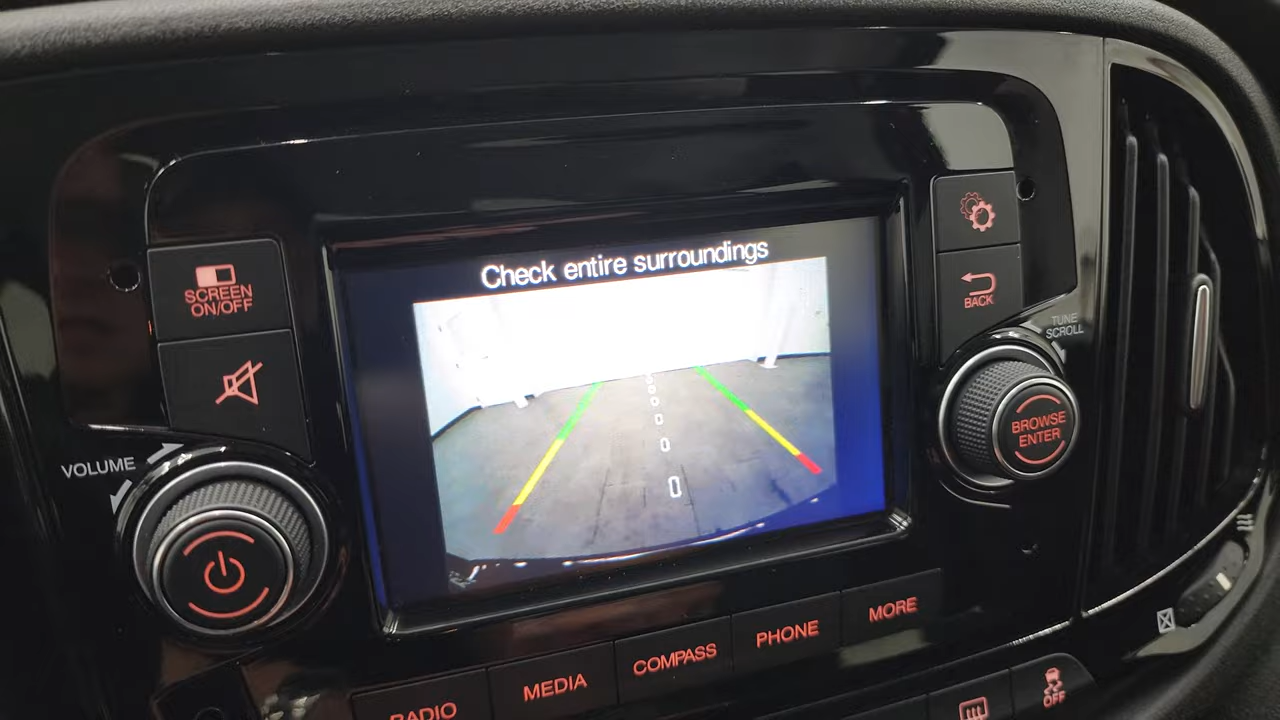 Check entire surroundings
SCREEN
ON/OFF
BACK
TUNE
SCROLL
VOLUME
BROWSE
ENTER
RADIO
MEDIA
COMPASS
PHONE
MORE
OFF